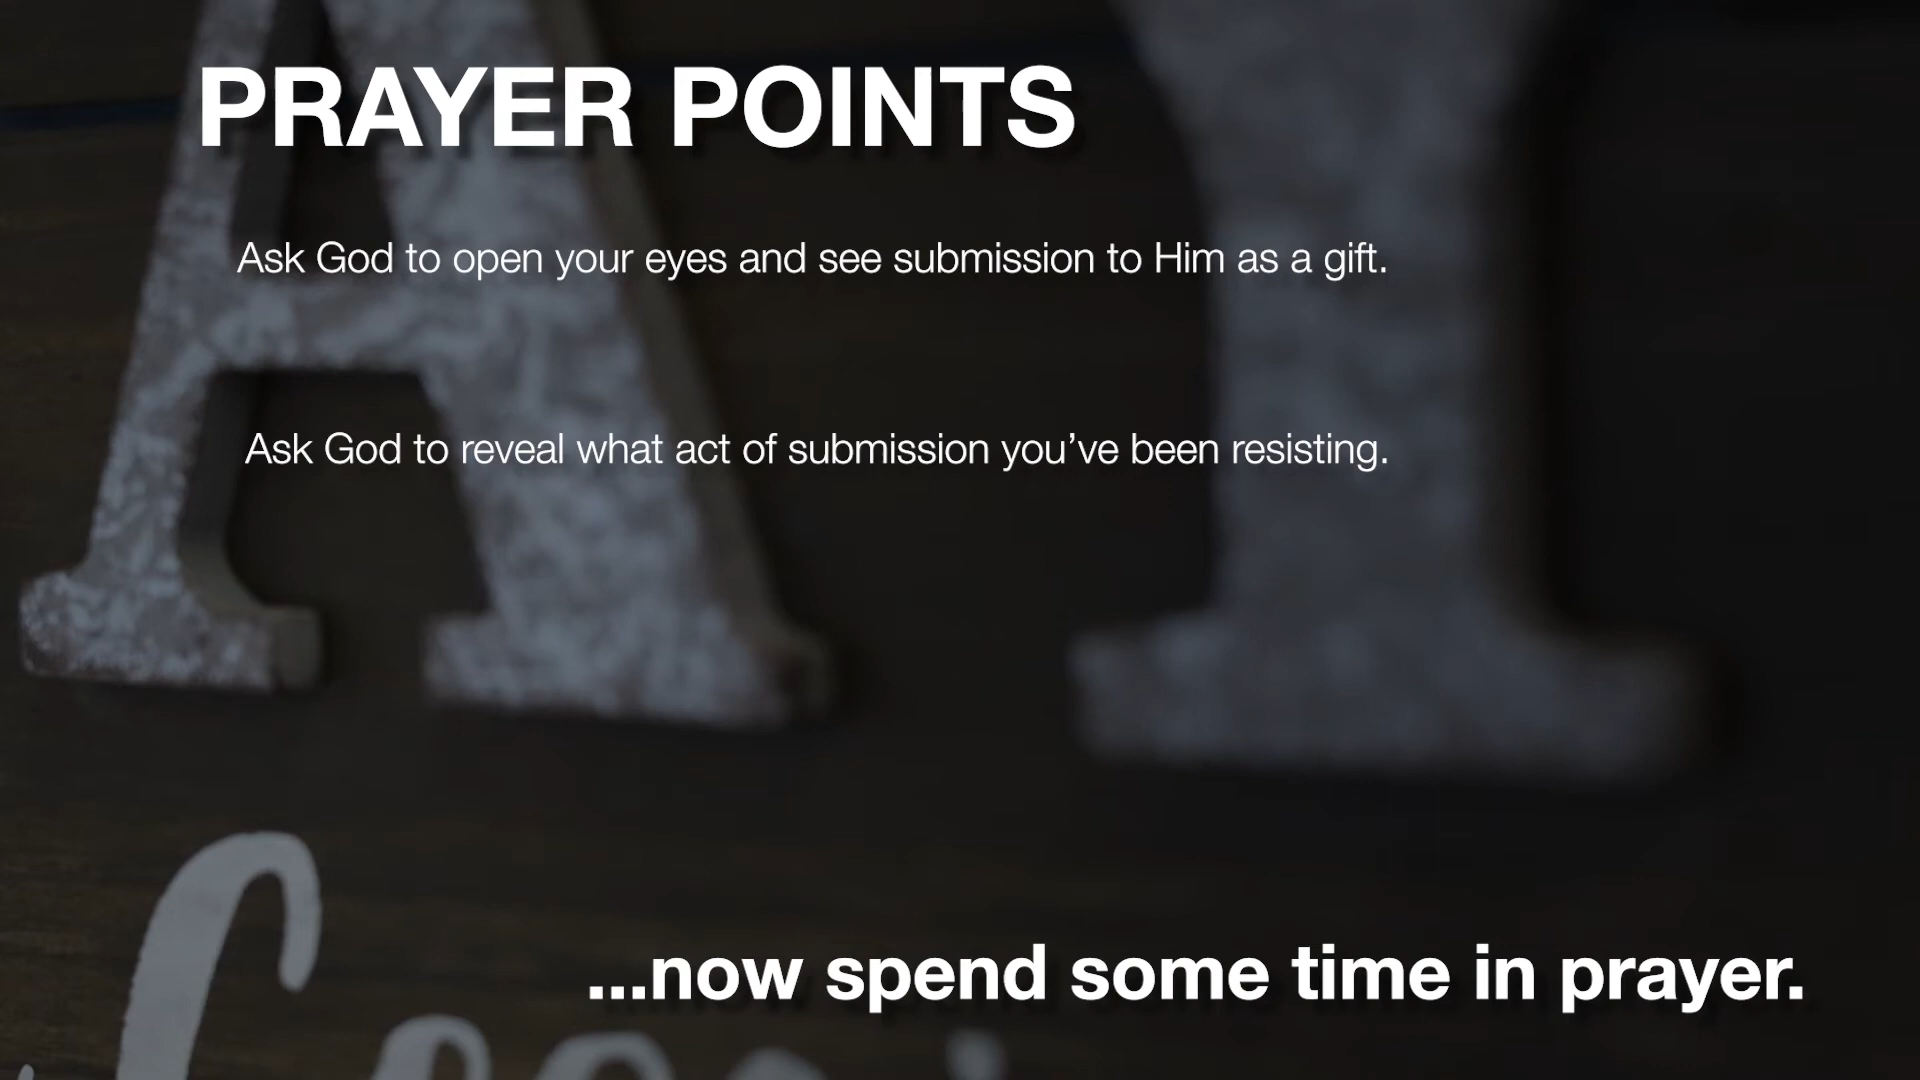 PRAYER POINTS
Ask God to open your eyes and see submission to Him as a gift.
Ask God to reveal what act of submission you’ve been resisting.
...now spend some time in prayer.